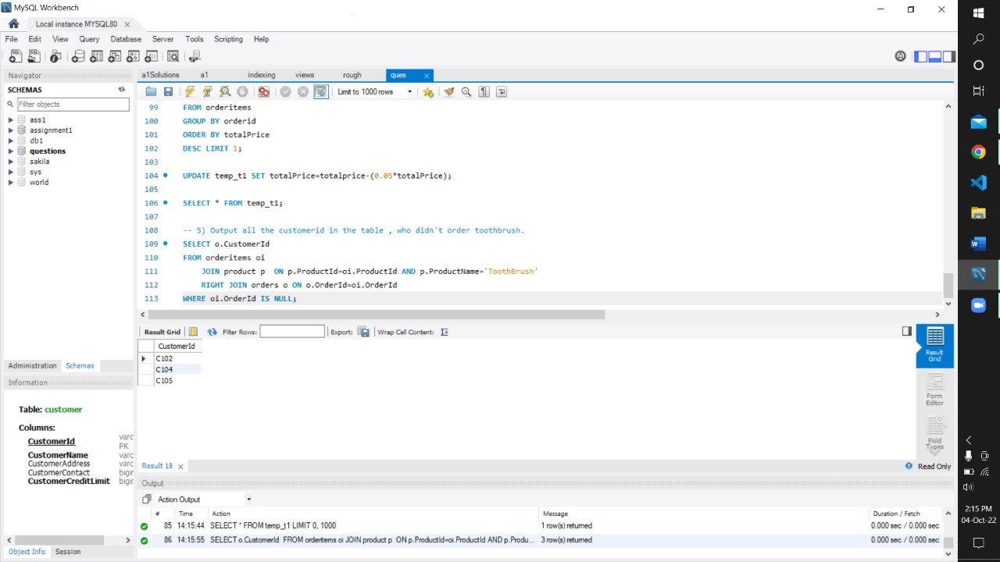 MySQL Workbench
Local instance MYSQL80
File Edit View Query Database Server Tools Scripting Help
Navigator
SCHEMAS
Filter objects
ass1
assignment1
db1
questions
sakila
sys
world
Administration Schemas
Information
Table: customer
Columns:
CustomerId varc
PK
CustomerName varc
CustomerAddress varc
CustomerContact bigir
CustomerCreditLimit bigir
Object Info Session
a1Solutions a1 indexing views rough ques
Limit to 1000 rows
99 FROM orderitems
100 GROUP BY orderid
101 ORDER BY totalPrice
102 DESC LIMIT 1;
103
104 UPDATE temp_t1 SET totalPrice=totalprice-(0.05*totalPrice);
105
106 SELECT * FROM temp_t1;
107
108 -- 5) Output all the customerid in the table , who didn't order toothbrush.
109 SELECT o.CustomerId
110 FROM orderitems oi
111 JOIN product p  ON p.ProductId=oi.ProductId AND p.ProductName='ToothBrush'
112 RIGHT JOIN orders o ON o.OrderId=oi.OrderId
113 WHERE oi.OrderId IS NULL;
Result Grid Filter Rows: Export: Wrap Cell Content:
CustomerId
C102
C104
C105
Result
Grid
Form
Editor
Field
Types
Result 18
Read Only
Output
Action Output
# Time Action Message Duration / Fetch
85 14:15:44 SELECT * FROM temp_t1 LIMIT 0, 1000 1 row(s) returned 0.000 sec / 0.000 sec
86 14:15:55 SELECT o.CustomerId  FROM orderitems oi JOIN product p  ON p.ProductId=oi.ProductId AND p.Produ... 3 row(s) returned 0.000 sec / 0.000 sec
2:15 PM
04-Oct-22